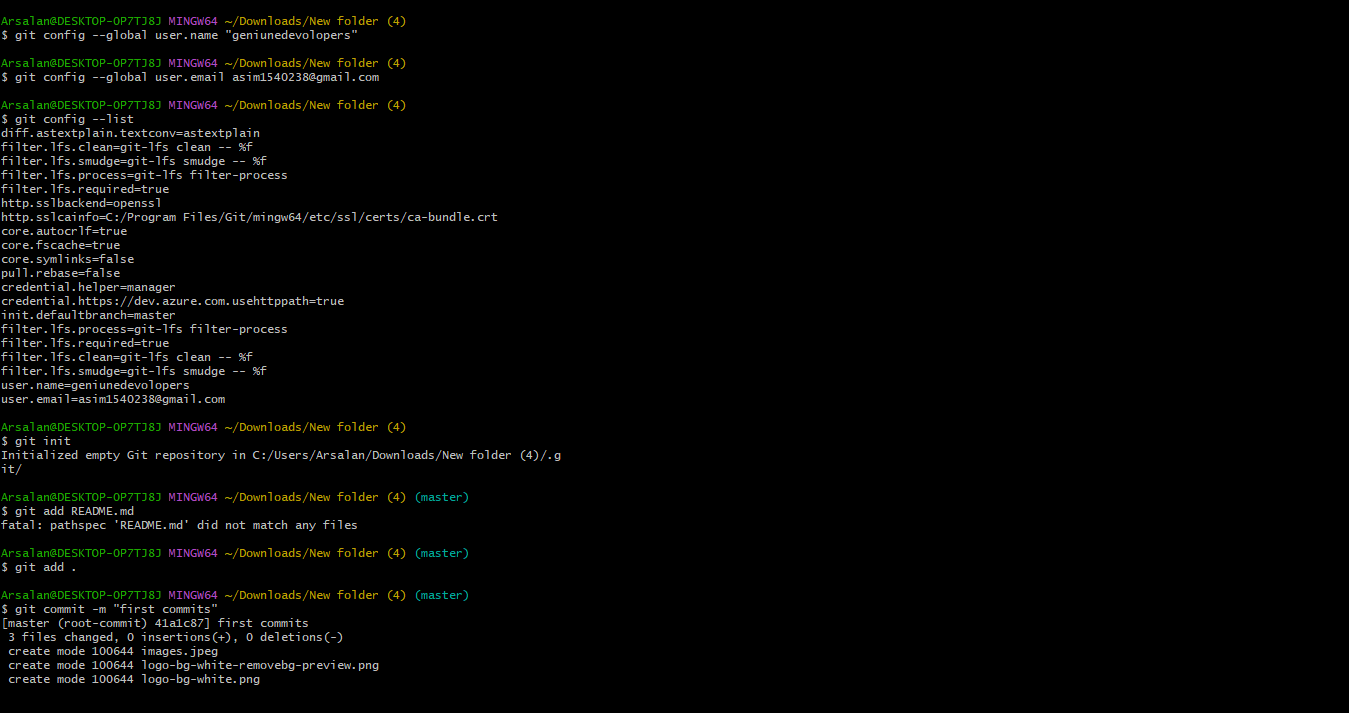 Arsalan@DESKTOP-OP7TJ8J MINGW64 ~/Downloads/New folder (4)
$ git config --global user.name "geniunedevolopers"
Arsalan@DESKTOP-OP7TJ8J MINGW64 ~/Downloads/New folder (4)
$ git config --global user.email asim1540238@gmail.com
Arsalan@DESKTOP-OP7TJ8J MINGW64 ~/Downloads/New folder (4)
$ git config --list
diff.astextplain.textconv=astextplain
filter.lfs.clean=git-lfs clean -- %f
filter.lfs.smudge=git-lfs smudge -- %f
filter.lfs.process=git-lfs filter-process
filter.lfs.required=true
http.sslbackend=openssl
http.sslcainfo=C:/Program Files/Git/mingw64/etc/ssl/certs/ca-bundle.crt
core.autocrlf=true
core.fscache=true
core.symlinks=false
pull.rebase=false
credential.helper=manager
credential.https://dev.azure.com.usehttppath=true
init.defaultbranch=master
filter.lfs.process=git-lfs filter-process
filter.lfs.required=true
filter.lfs.clean=git-lfs clean -- %f
filter.lfs.smudge=git-lfs smudge -- %f
user.name=geniunedevolopers
user.email=asim1540238@gmail.com
Arsalan@DESKTOP-OP7TJ8J MINGW64 ~/Downloads/New folder (4)
$ git init
Initialized empty Git repository in C:/Users/Arsalan/Downloads/New folder (4)/.g
it/
Arsalan@DESKTOP-OP7TJ8J MINGW64 ~/Downloads/New folder (4) (master)
$ git add README.md
fatal: pathspec 'README.md' did not match any files
Arsalan@DESKTOP-OP7TJ8J MINGW64 ~/Downloads/New folder (4) (master)
$ git add .
Arsalan@DESKTOP-OP7TJ8J MINGW64 ~/Downloads/New folder (4) (master)
$ git commit -m "first commits"
[master (root-commit) 41a1c87] first commits
 3 files changed, 0 insertions(+), 0 deletions(-)
 create mode 100644 images.jpeg
 create mode 100644 logo-bg-white-removebg-preview.png
 create mode 100644 logo-bg-white.png